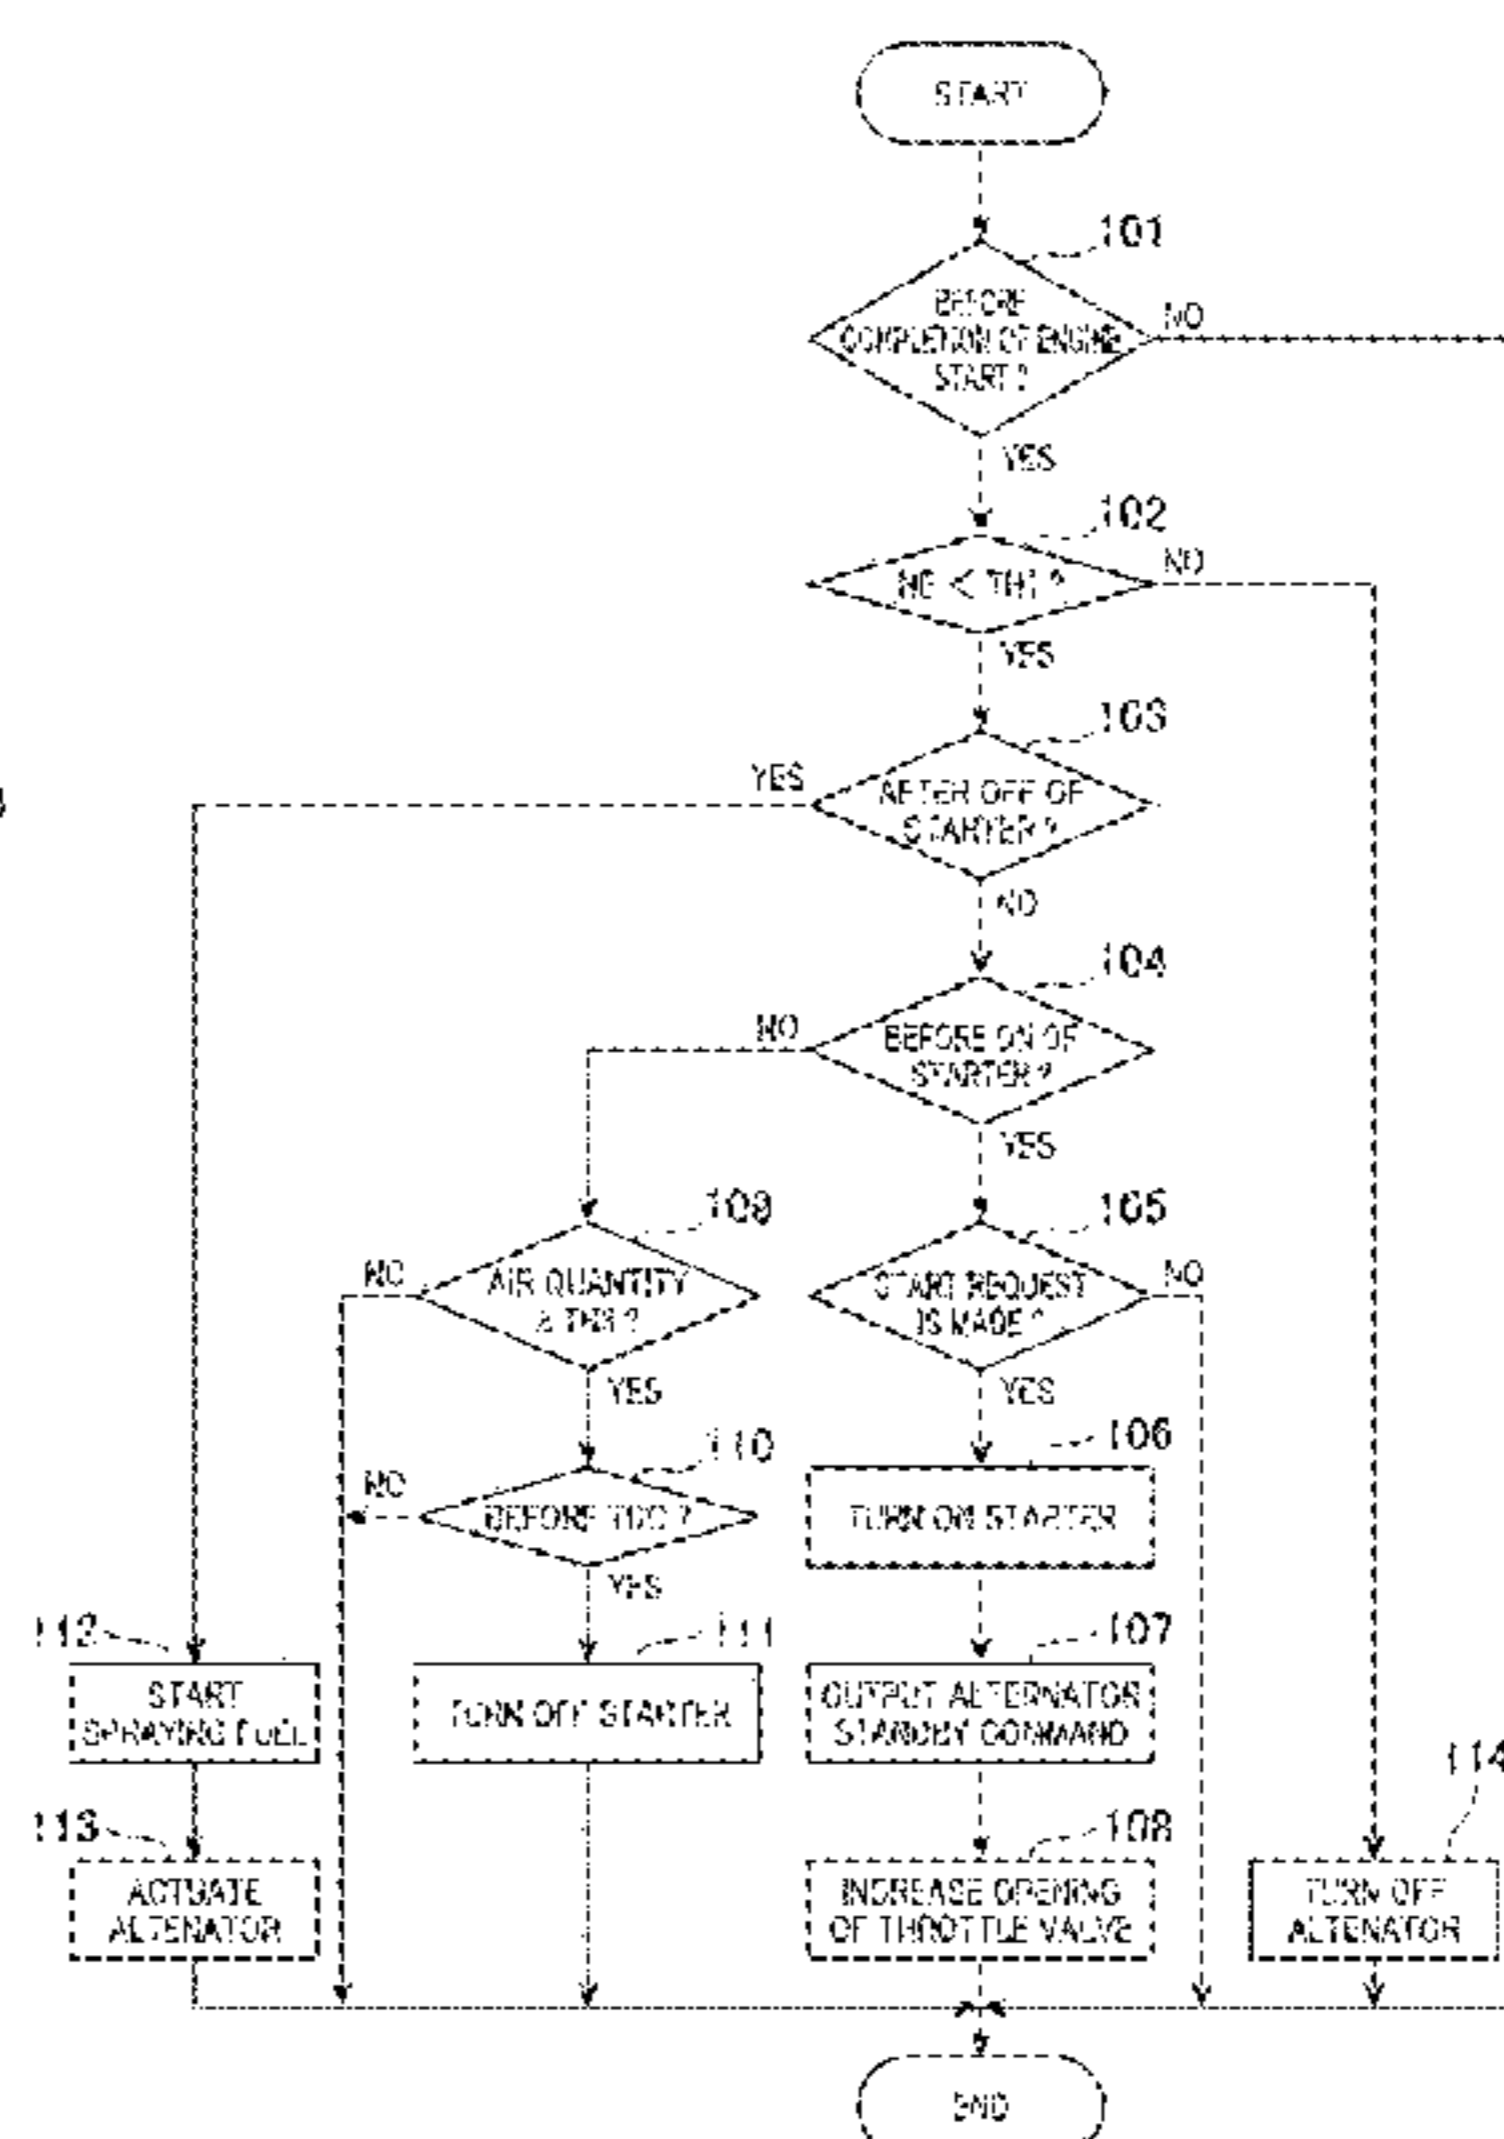 START
101
BEFORE
COMPLETION OF ENGINE
START ?
NO
YES
102
NE < TH1 ?
NO
YES
103
YES
AFTER OFF OF
STARTER ?
NO
104
NO
BEFORE ON OF
STARTER ?
YES
109
105
NO
AIR QUANTITY
START REQUEST
IS MADE ?
NO
YES
YES
110
106
NO
BEFORE TDC ?
TURN ON STARTER
YES
112
111
107
START
SPRAYING FUEL
TURN OFF STARTER
OUTPUT ALTERNATOR
STANDBY COMMAND
113
108
114
ACTUATE
ALTENATOR
INCREASE OPENING
OF THROTTLE VALVE
TURN OFF
ALTENATOR
END